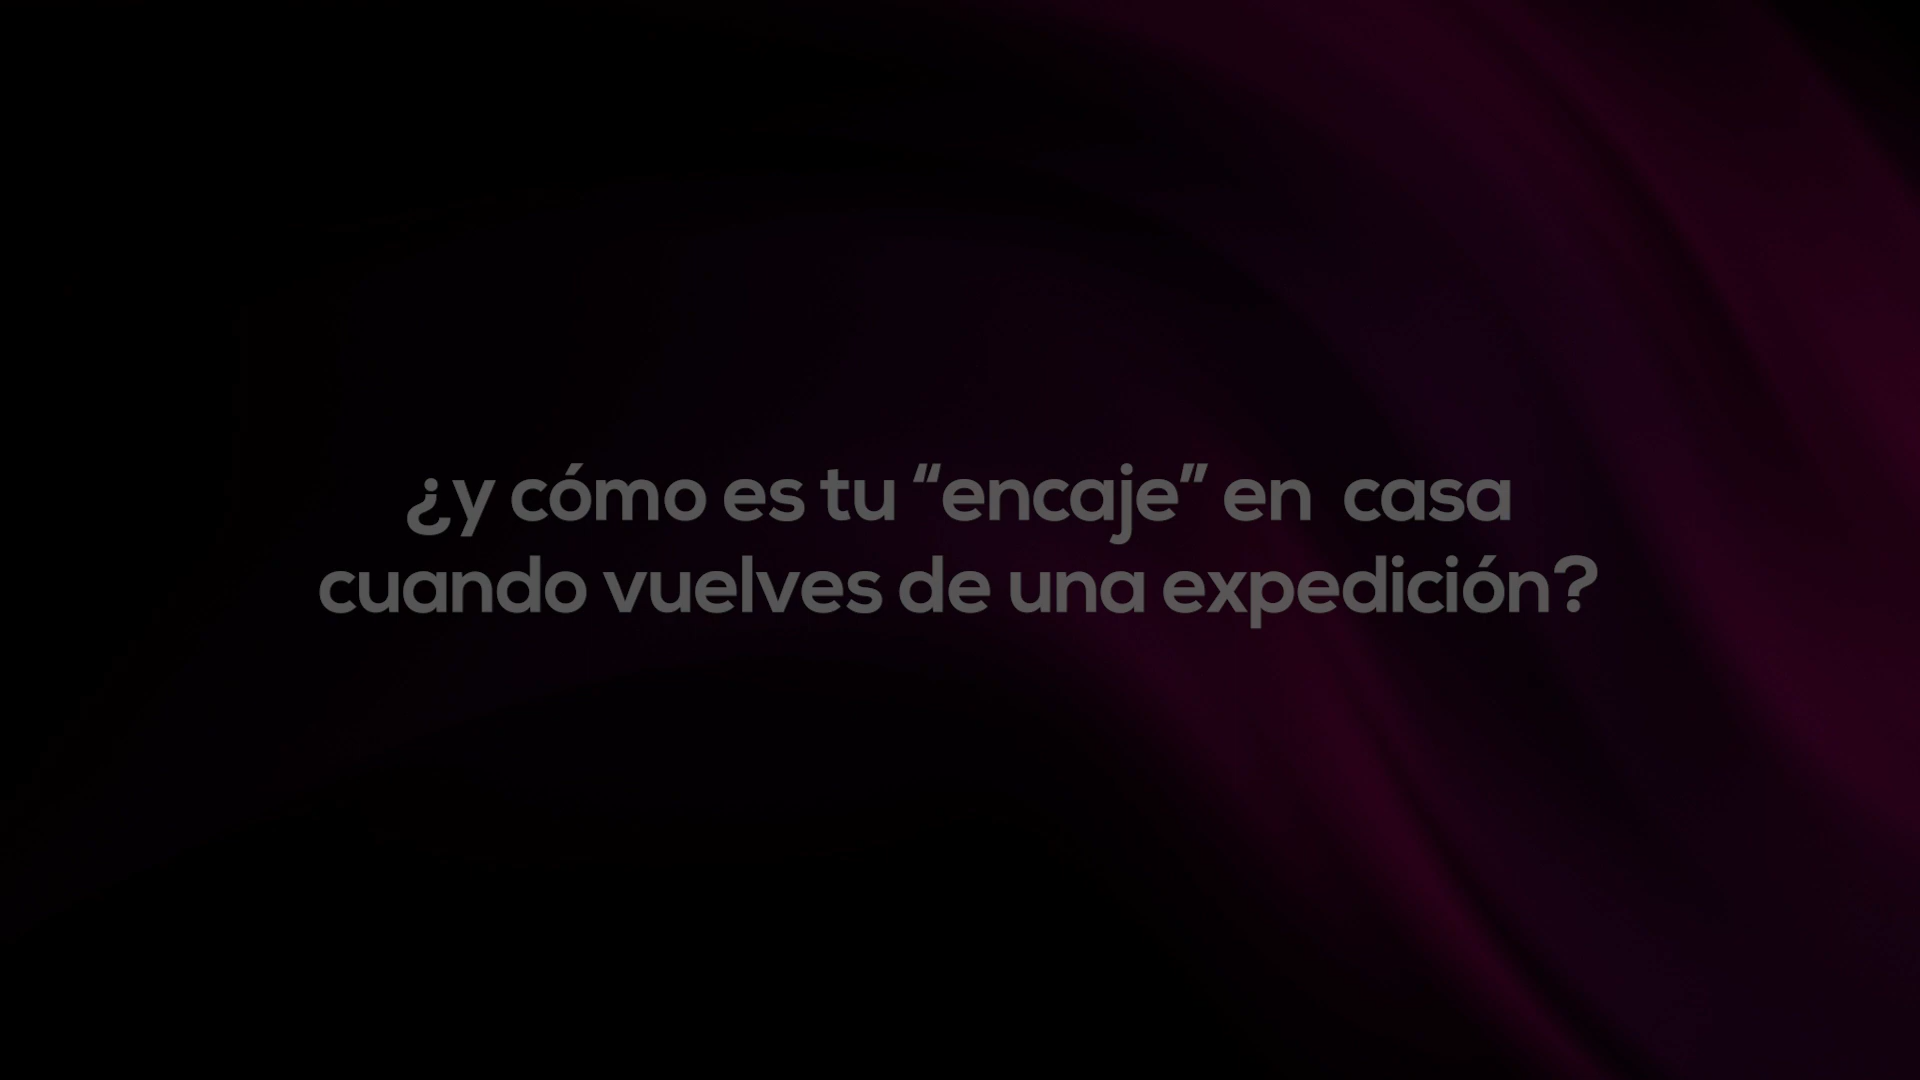 ¿y cómo es tu “encaje” en  casa
cuando vuelves de una expedición?